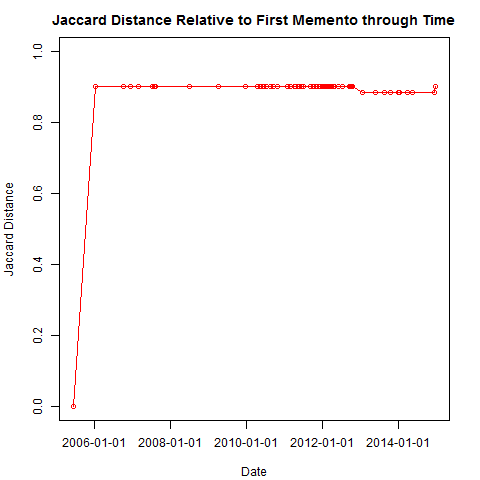 Jaccard Distance Relative to First Memento through Time
Jaccard Distance
1.0
0.8
0.6
0.4
0.2
0.0
2006-01-01 2008-01-01 2010-01-01 2012-01-01 2014-01-01
Date